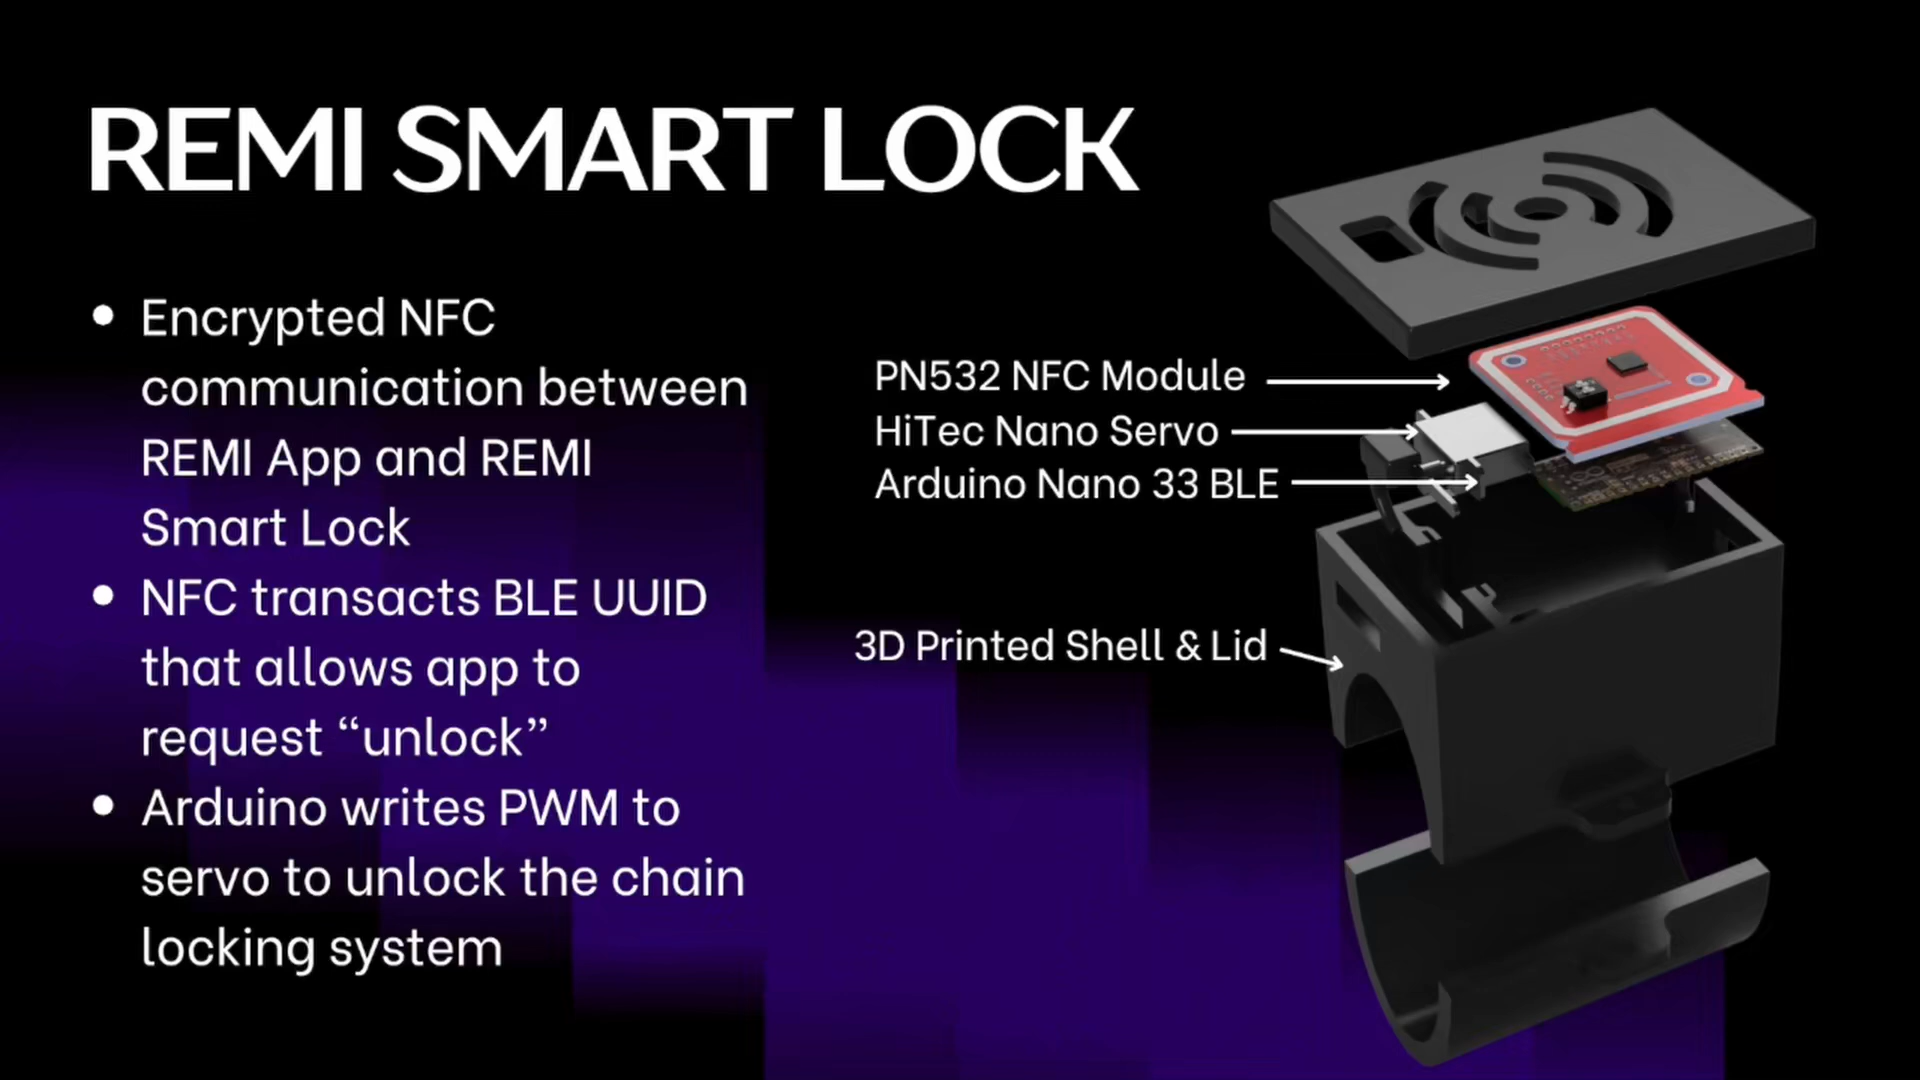 REMI SMART LOCK
• Encrypted NFC
communication between
REMI App and REMI
Smart Lock
• NFC transacts BLE UUID
that allows app to
request “unlock”
• Arduino writes PWM to
servo to unlock the chain
locking system
PN532 NFC Module
HiTec Nano Servo
Arduino Nano 33 BLE
3D Printed Shell & Lid